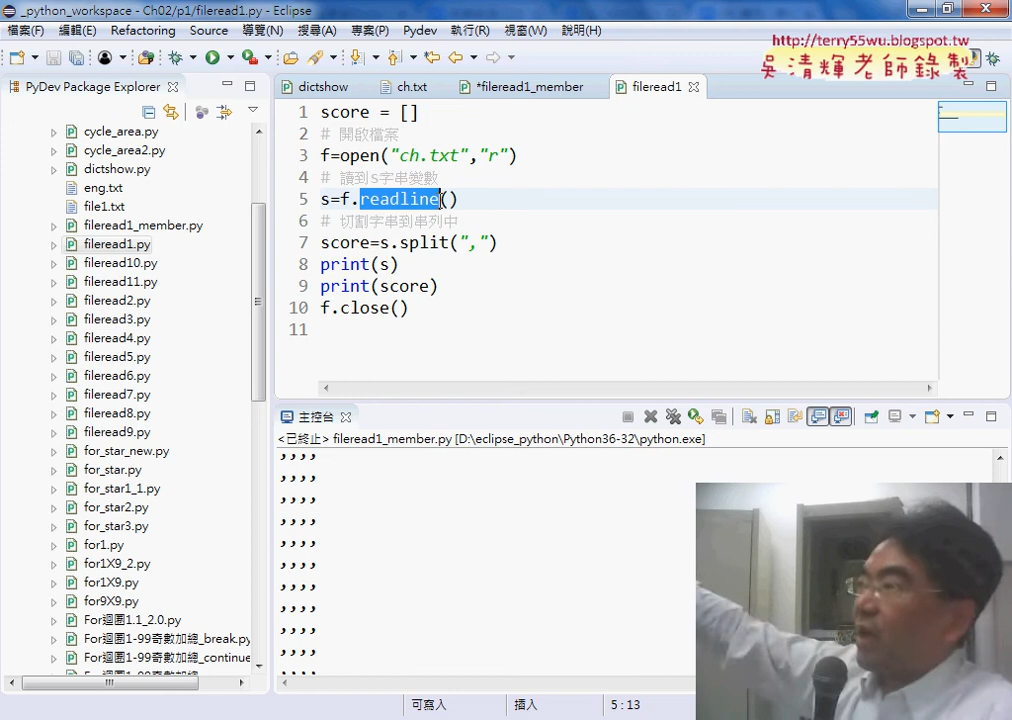 _python_workspace - Ch02/p1/fileread1.py - Eclipse
檔案(F) 編輯(E) Refactoring Source 導覽(N) 搜尋(A) 專案(P) Pydev 執行(R) 視窗(W) 說明(H)
http://terry55wu.blogspot.tw
吳清輝老師錄製
PyDev Package Explorer
cycle_area.py
cycle_area2.py
dictshow.py
eng.txt
file1.txt
fileread1_member.py
fileread1.py
fileread10.py
fileread11.py
fileread2.py
fileread3.py
fileread4.py
fileread5.py
fileread6.py
fileread7.py
fileread8.py
fileread9.py
for_star_new.py
for_star.py
for_star1_1.py
for_star2.py
for_star3.py
for1.py
for1X9_2.py
for1X9.py
for9X9.py
For迴圈1.1_2.0.py
For迴圈1-99奇數加總_break.py
For迴圈1-99奇數加總_continue
dictshow ch.txt *fileread1_member fileread1
1 score = []
2 # 開啟檔案
3 f=open("ch.txt","r")
4 # 讀到s字串變數
5 s=f.readline()
6 # 切割字串到串列中
7 score=s.split(",")
8 print(s)
9 print(score)
10 f.close()
11
主控台
<已終止> fileread1_member.py [D:\eclipse_python\Python36-32\python.exe]
,,,,
,,,,
,,,,
,,,,
,,,,
,,,,
,,,,
,,,,
,,,,
,,,,
,,,,
可寫入 插入 5:13